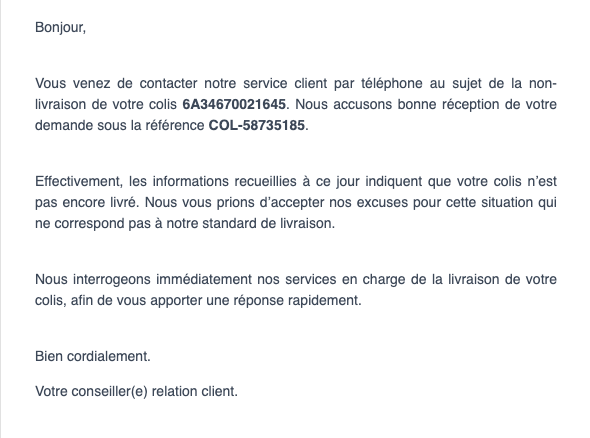 Bonjour,
Vous venez de contacter notre service client par téléphone au sujet de la non-
livraison de votre colis 6A34670021645. Nous accusons bonne réception de votre
demande sous la référence COL-58735185.
Effectivement, les informations recueillies à ce jour indiquent que votre colis n’est
pas encore livré. Nous vous prions d’accepter nos excuses pour cette situation qui
ne correspond pas à notre standard de livraison.
Nous interrogeons immédiatement nos services en charge de la livraison de votre
colis, afin de vous apporter une réponse rapidement.
Bien cordialement.
Votre conseiller(e) relation client.